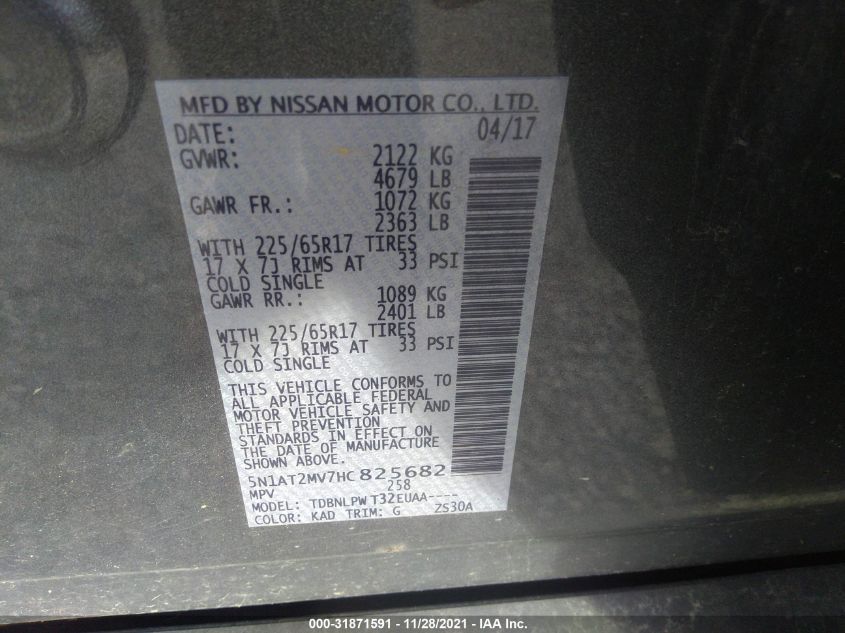 MFD BY NISSAN MOTOR CO., LTD.
DATE: 04/17
GVWR: 2122 KG
4679 LB
GAWR FR.: 1072 KG
2363 LB
WITH 225/65R17 TIRES
17 X 7J RIMS AT 33 PSI
COLD SINGLE
GAWR RR.: 1089 KG
2401 LB
WITH 225/65R17 TIRES
17 X 7J RIMS AT 33 PSI
COLD SINGLE
THIS VEHICLE CONFORMS TO
ALL APPLICABLE FEDERAL
MOTOR VEHICLE SAFETY AND
THEFT PREVENTION
STANDARDS IN EFFECT ON
THE DATE OF MANUFACTURE
SHOWN ABOVE.
5N1AT2MV7HC825682
MPV 258
MODEL: TDBNLPW T32EUAA----
COLOR: KAD TRIM: G ZS30A
000-31871591 - 11/28/2021 - IAA Inc.